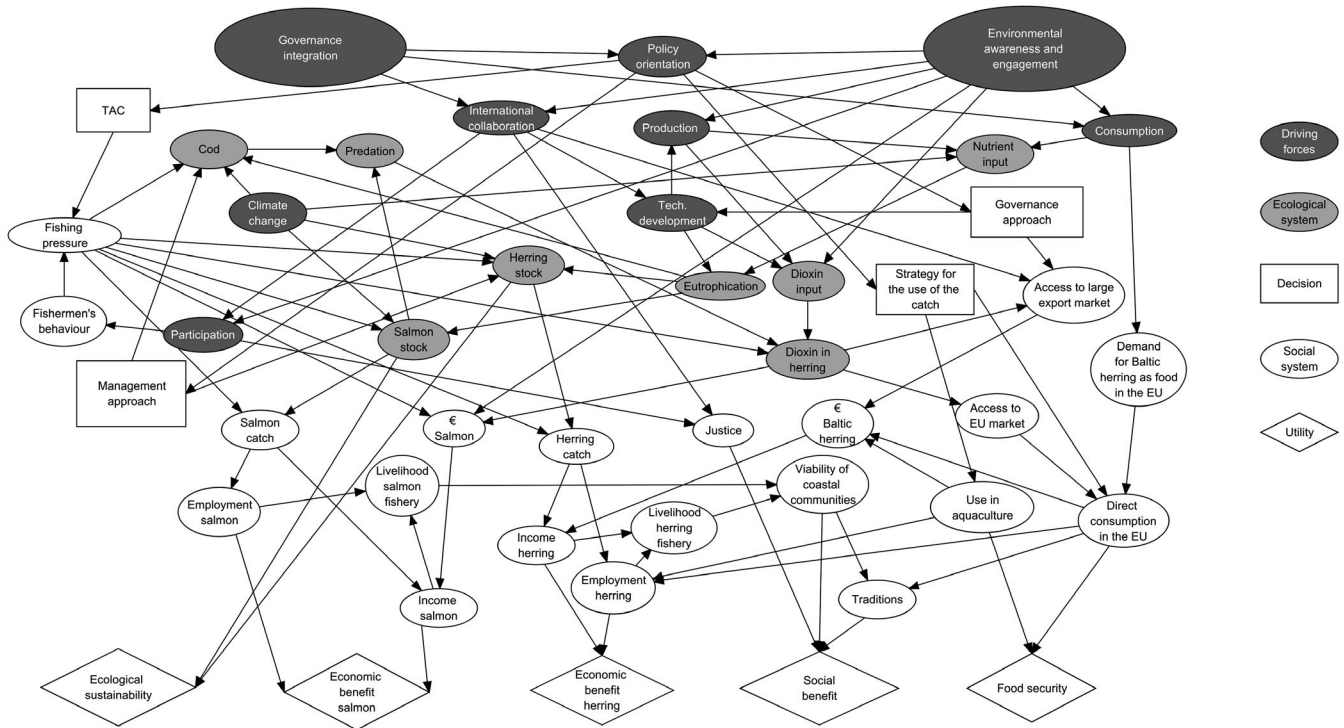 Governance
integration
Policy
orientation
Environmental
awareness and
engagement
TAC
International
collaboration
Production
Consumption
Driving
forces
Cod
Predation
Nutrient
input
Climate
change
Tech.
development
Governance
approach
Ecological
system
Fishing
pressure
Herring
stock
Eutrophication
Dioxin
input
Strategy for
the use of the
catch
Access to large
export market
Decision
Fishermen's
behaviour
Participation
Salmon
stock
Dioxin in
herring
Demand
for Baltic
herring as food
in the EU
Social
system
Management
approach
Salmon
catch
€
Salmon
Herring
catch
Justice
€
Baltic
herring
Access to
EU market
Utility
Employment
salmon
Livelihood
salmon
fishery
Viability of
coastal
communities
Use in
aquaculture
Direct
consumption
in the EU
Income
herring
Livelihood
herring
fishery
Employment
herring
Traditions
Income
salmon
Ecological
sustainability
Economic
benefit
salmon
Economic
benefit
herring
Social
benefit
Food security